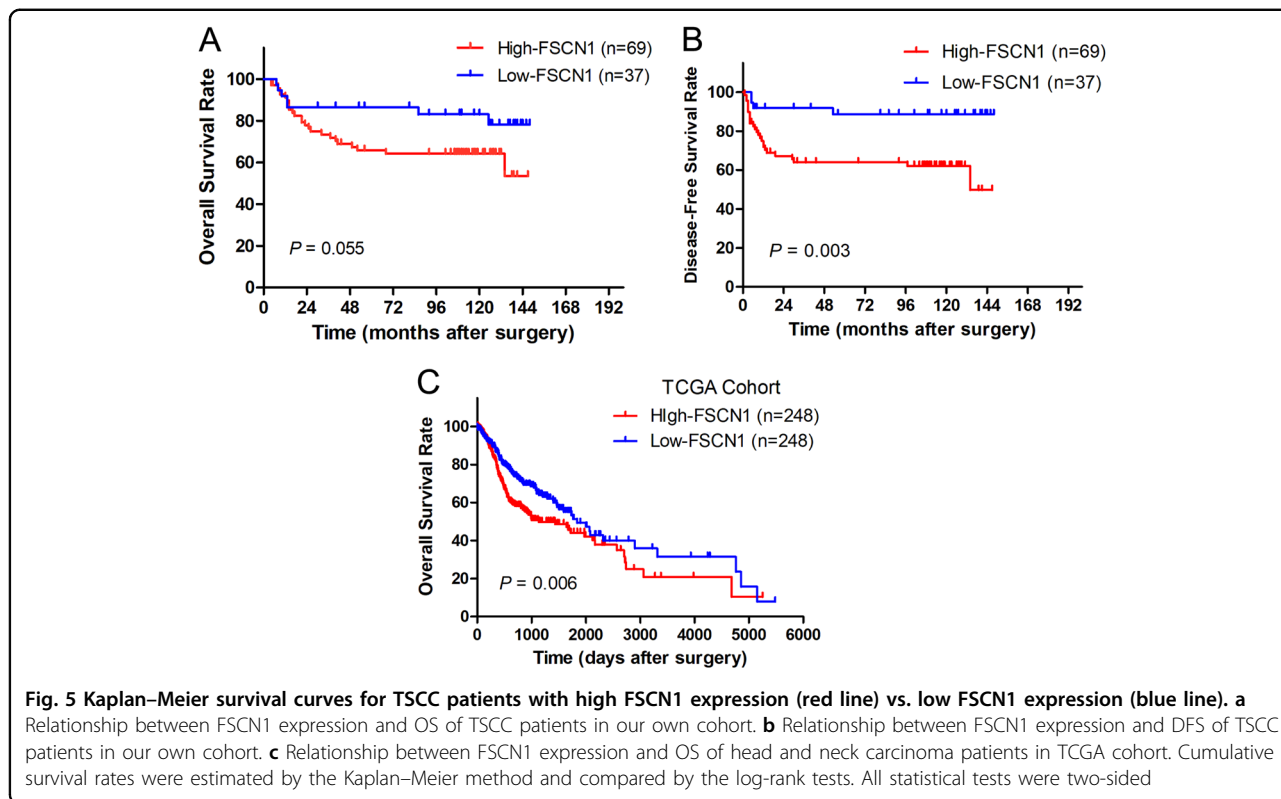 A
High-FSCN1 (n=69)
Low-FSCN1 (n=37)
Overall Survival Rate
100
80
60
40
20
0
P = 0.055
0 24 48 72 96 120 144 168 192
Time (months after surgery)
B
High-FSCN1 (n=69)
Low-FSCN1 (n=37)
Disease-Free Survival Rate
100
80
60
40
20
0
P = 0.003
0 24 48 72 96 120 144 168 192
Time (months after surgery)
C
TCGA Cohort
HIgh-FSCN1 (n=248)
Low-FSCN1 (n=248)
Overall Survival Rate
100
80
60
40
20
0
P = 0.006
0 1000 2000 3000 4000 5000 6000
Time (days after surgery)
Fig. 5 Kaplan–Meier survival curves for TSCC patients with high FSCN1 expression (red line) vs. low FSCN1 expression (blue line). a
Relationship between FSCN1 expression and OS of TSCC patients in our own cohort. b Relationship between FSCN1 expression and DFS of TSCC
patients in our own cohort. c Relationship between FSCN1 expression and OS of head and neck carcinoma patients in TCGA cohort. Cumulative
survival rates were estimated by the Kaplan–Meier method and compared by the log-rank tests. All statistical tests were two-sided